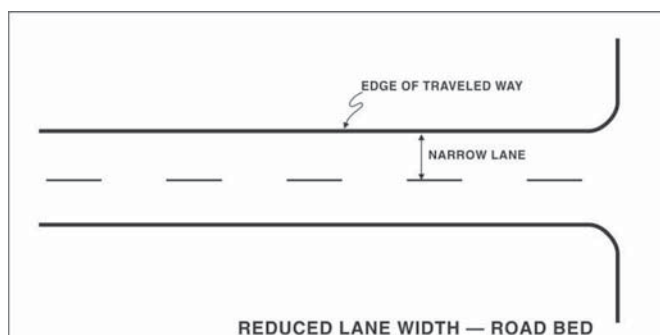 EDGE OF TRAVELED WAY
NARROW LANE
REDUCED LANE WIDTH — ROAD BED